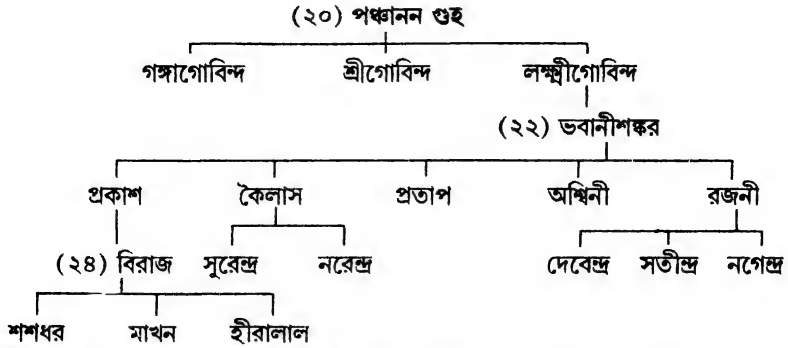 (২০) পঞ্চানন গুহ
গঙ্গাগোবিন্দ শ্রীগোবিন্দ লক্ষ্মীগোবিন্দ
(২২) ভবানীশঙ্কর
প্রকাশ কৈলাস প্রতাপ অশ্বিনী রজনী
(২৪) বিরাজ সুরেন্দ্র নরেন্দ্র দেবেন্দ্র সতীন্দ্র নগেন্দ্র
শশধর মাখন হীরালাল